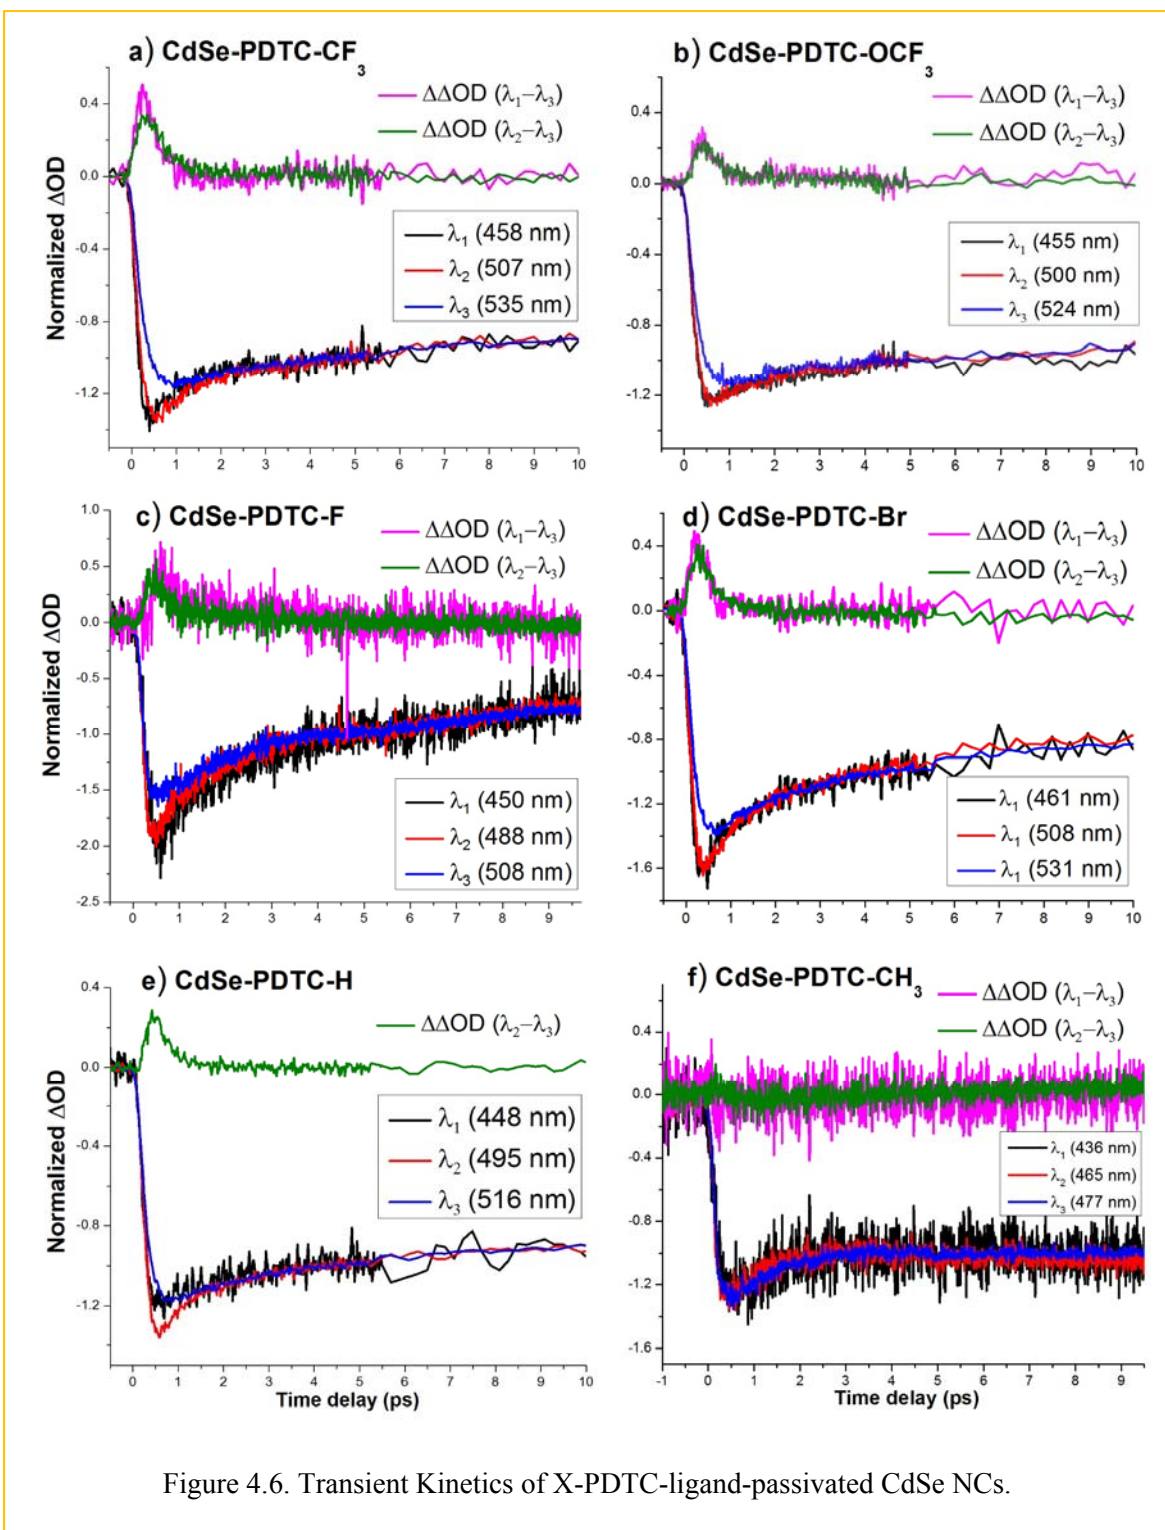 a) CdSe-PDTC-CF3
ΔΔOD (λ1−λ3)
ΔΔOD (λ2−λ3)
Normalized ΔOD
0.4
0.0
-0.4
-0.8
-1.2
λ1 (458 nm)
λ2 (507 nm)
λ3 (535 nm)
0 1 2 3 4 5 6 7 8 9 10
b) CdSe-PDTC-OCF3
ΔΔOD (λ1−λ3)
ΔΔOD (λ2−λ3)
0.4
0.0
-0.4
-0.8
-1.2
λ1 (455 nm)
λ2 (500 nm)
λ3 (524 nm)
0 1 2 3 4 5 6 7 8 9 10
c) CdSe-PDTC-F
ΔΔOD (λ1−λ3)
ΔΔOD (λ2−λ3)
Normalized ΔOD
1.0
0.5
0.0
-0.5
-1.0
-1.5
-2.0
-2.5
λ1 (450 nm)
λ2 (488 nm)
λ3 (508 nm)
0 1 2 3 4 5 6 7 8 9
d) CdSe-PDTC-Br
ΔΔOD (λ1−λ3)
ΔΔOD (λ2−λ3)
0.4
0.0
-0.4
-0.8
-1.2
-1.6
λ1 (461 nm)
λ1 (508 nm)
λ1 (531 nm)
0 1 2 3 4 5 6 7 8 9 10
e) CdSe-PDTC-H
ΔΔOD (λ2−λ3)
Normalized ΔOD
0.4
0.0
-0.4
-0.8
-1.2
λ1 (448 nm)
λ2 (495 nm)
λ3 (516 nm)
0 1 2 3 4 5 6 7 8 9 10
Time delay (ps)
f) CdSe-PDTC-CH3
ΔΔOD (λ1−λ3)
ΔΔOD (λ2−λ3)
0.4
0.0
-0.4
-0.8
-1.2
-1.6
λ1 (436 nm)
λ2 (465 nm)
λ3 (477 nm)
-1 0 1 2 3 4 5 6 7 8 9
Time delay (ps)
Figure 4.6. Transient Kinetics of X-PDTC-ligand-passivated CdSe NCs.